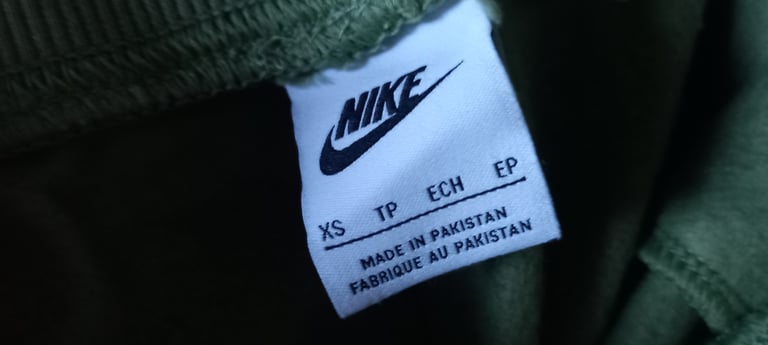 NIKE
XS TP ECH EP
MADE IN PAKISTAN
FABRIQUE AU PAKISTAN